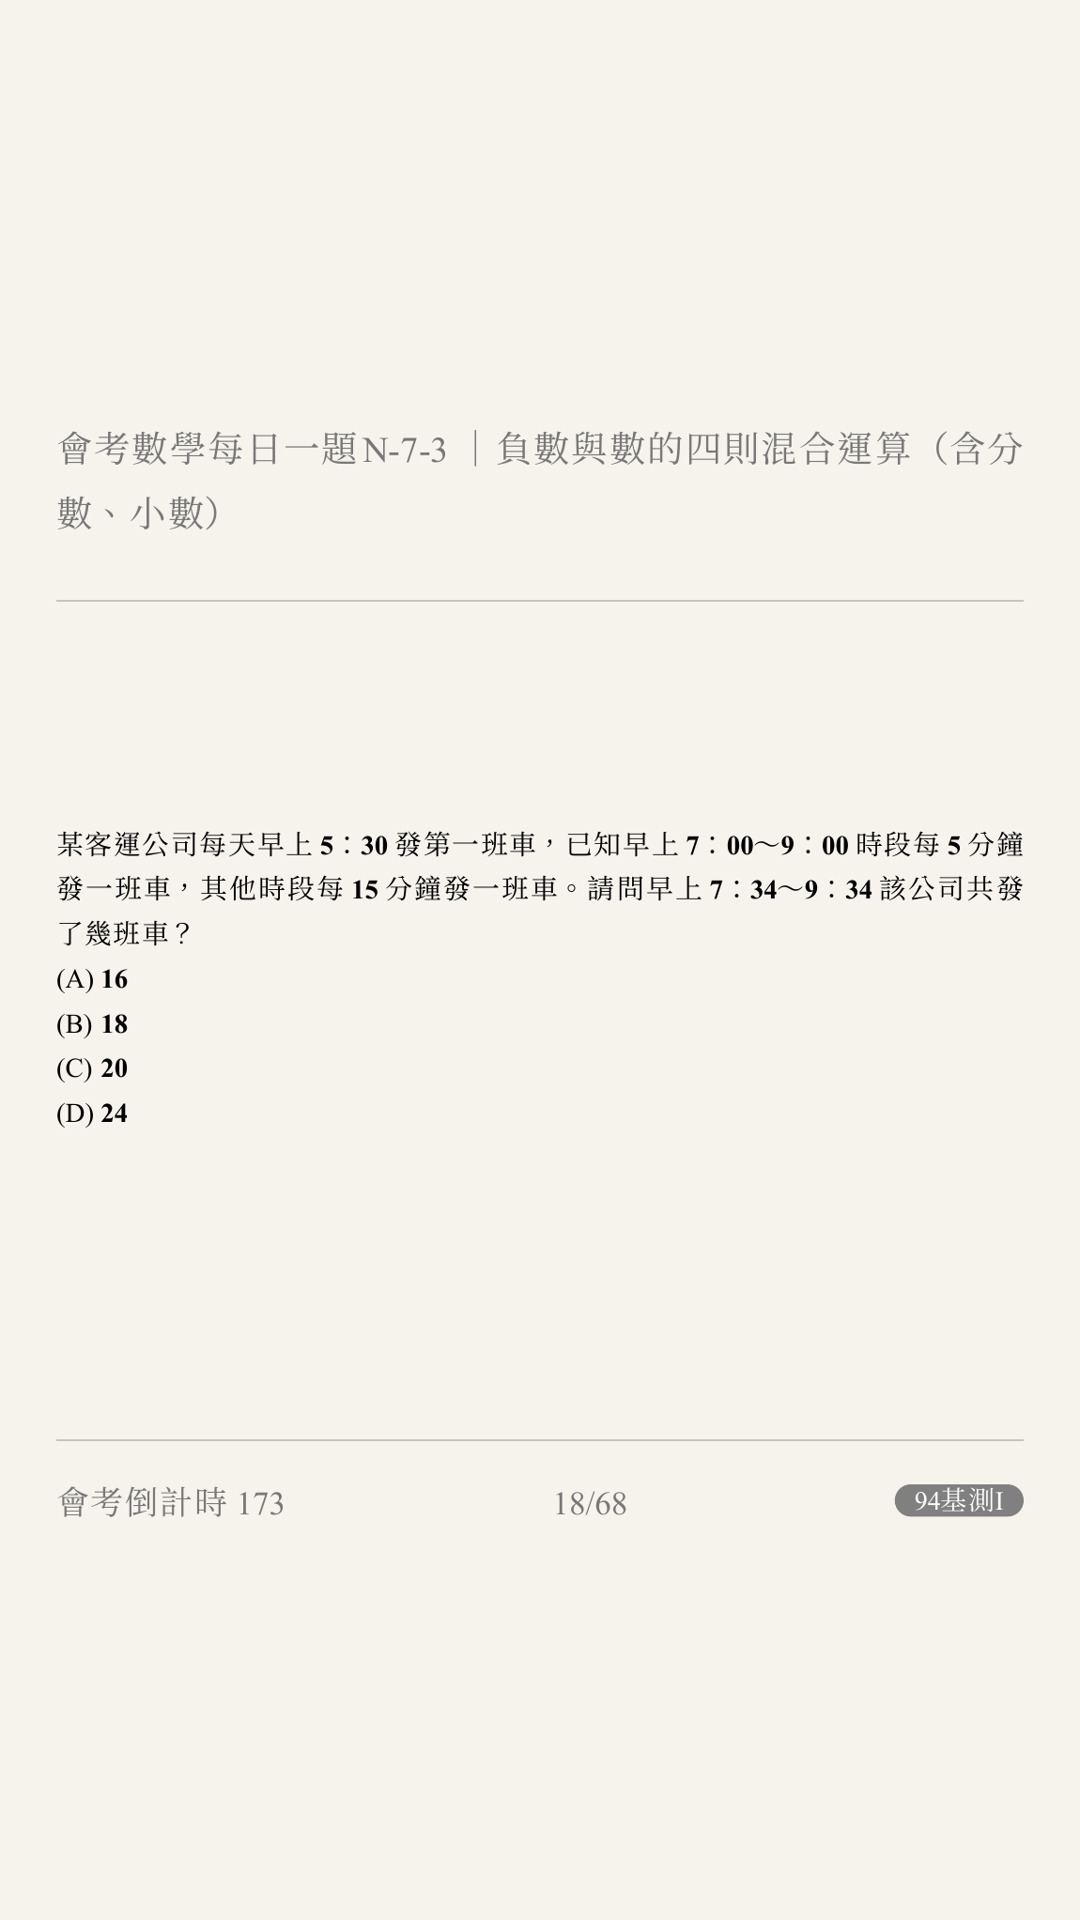 會考數學每日一題N-7-3｜負數與數的四則混合運算（含分
數、小數）
某客運公司每天早上 5：30 發第一班車，已知早上 7：00～9：00 時段每 5 分鐘
發一班車，其他時段每 15 分鐘發一班車。請問早上 7：34～9：34 該公司共發
了幾班車？
(A) 16
(B) 18
(C) 20
(D) 24
會考倒計時 173
18/68
94基測I